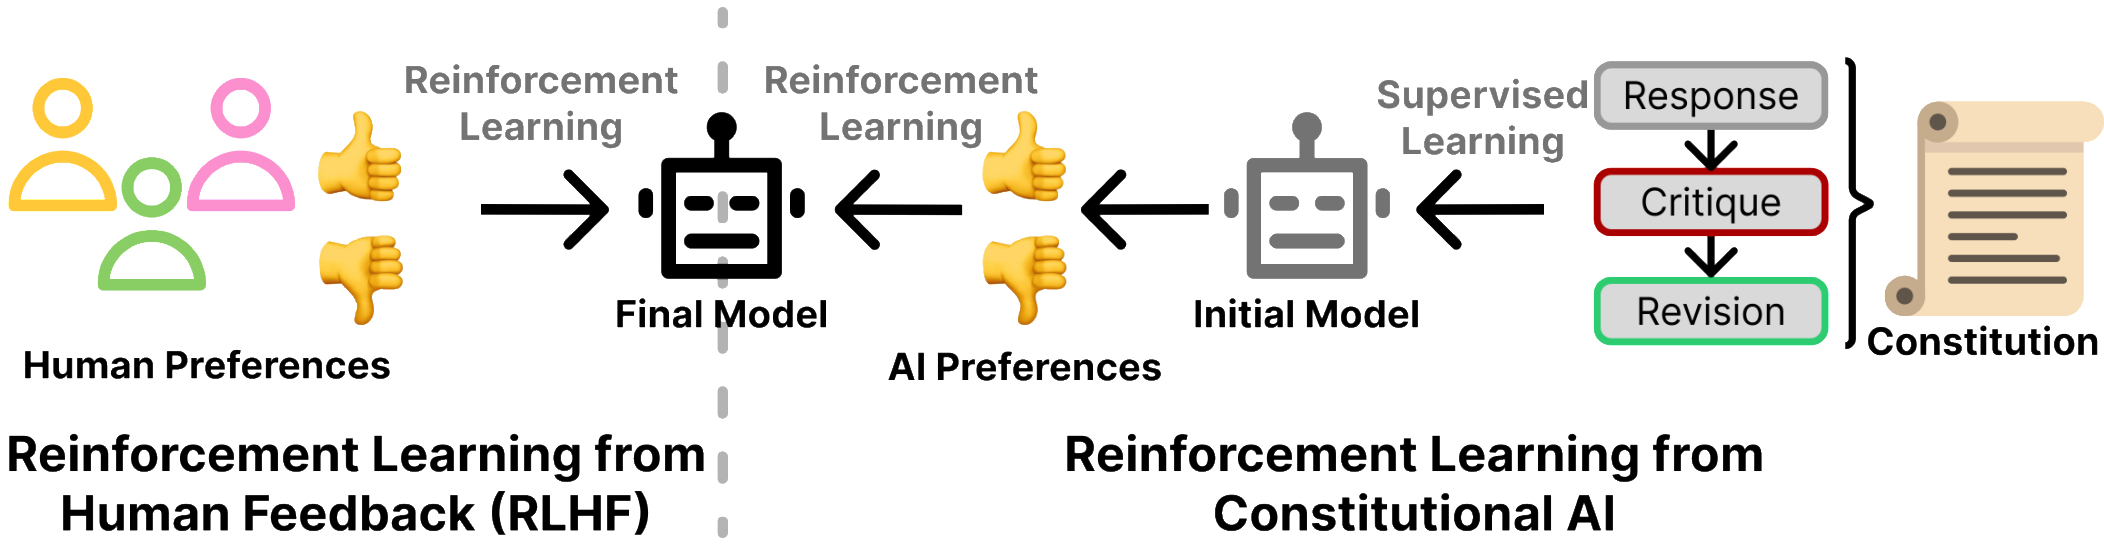 Reinforcement
Learning
Human Preferences
Final Model
Reinforcement Learning from
Human Feedback (RLHF)
Reinforcement
Learning
AI Preferences
Initial Model
Supervised
Learning
Response
Critique
Revision
Constitution
Reinforcement Learning from
Constitutional AI